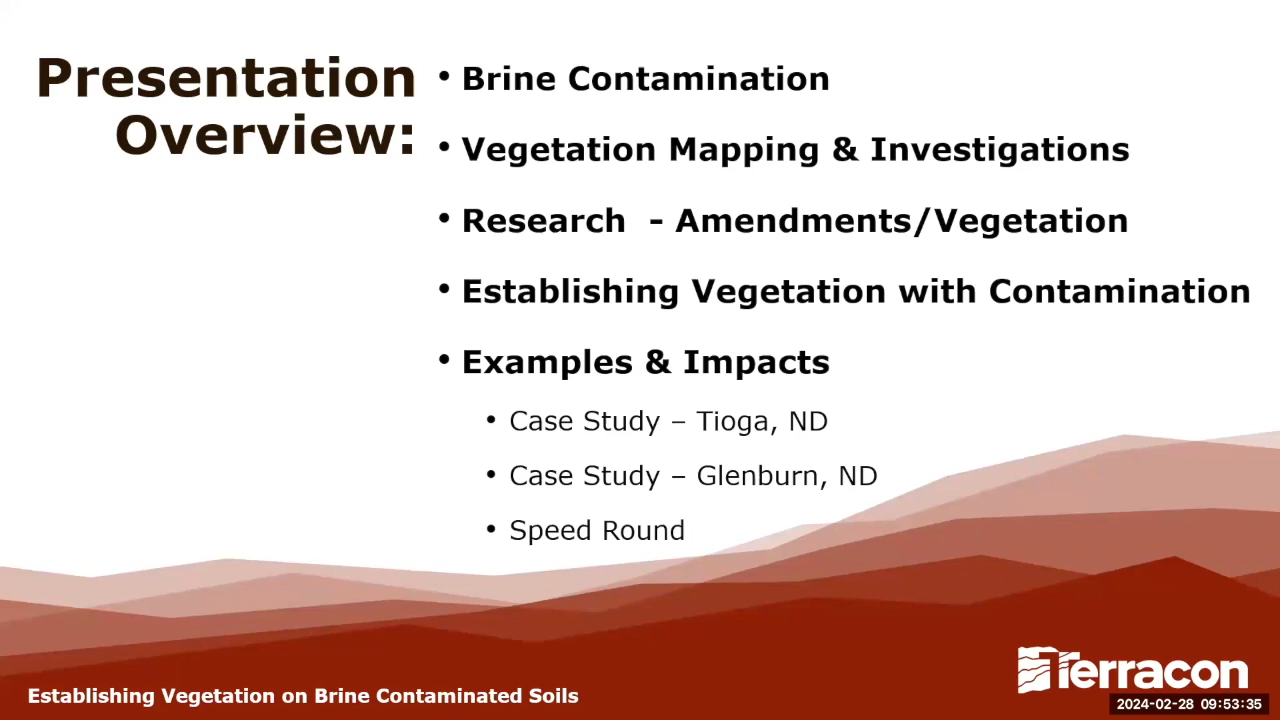 Presentation
Overview:
• Brine Contamination
• Vegetation Mapping & Investigations
• Research  - Amendments/Vegetation
• Establishing Vegetation with Contamination
• Examples & Impacts
• Case Study – Tioga, ND
• Case Study – Glenburn, ND
• Speed Round
Establishing Vegetation on Brine Contaminated Soils
Terracon
2024-02-28 09:53:35